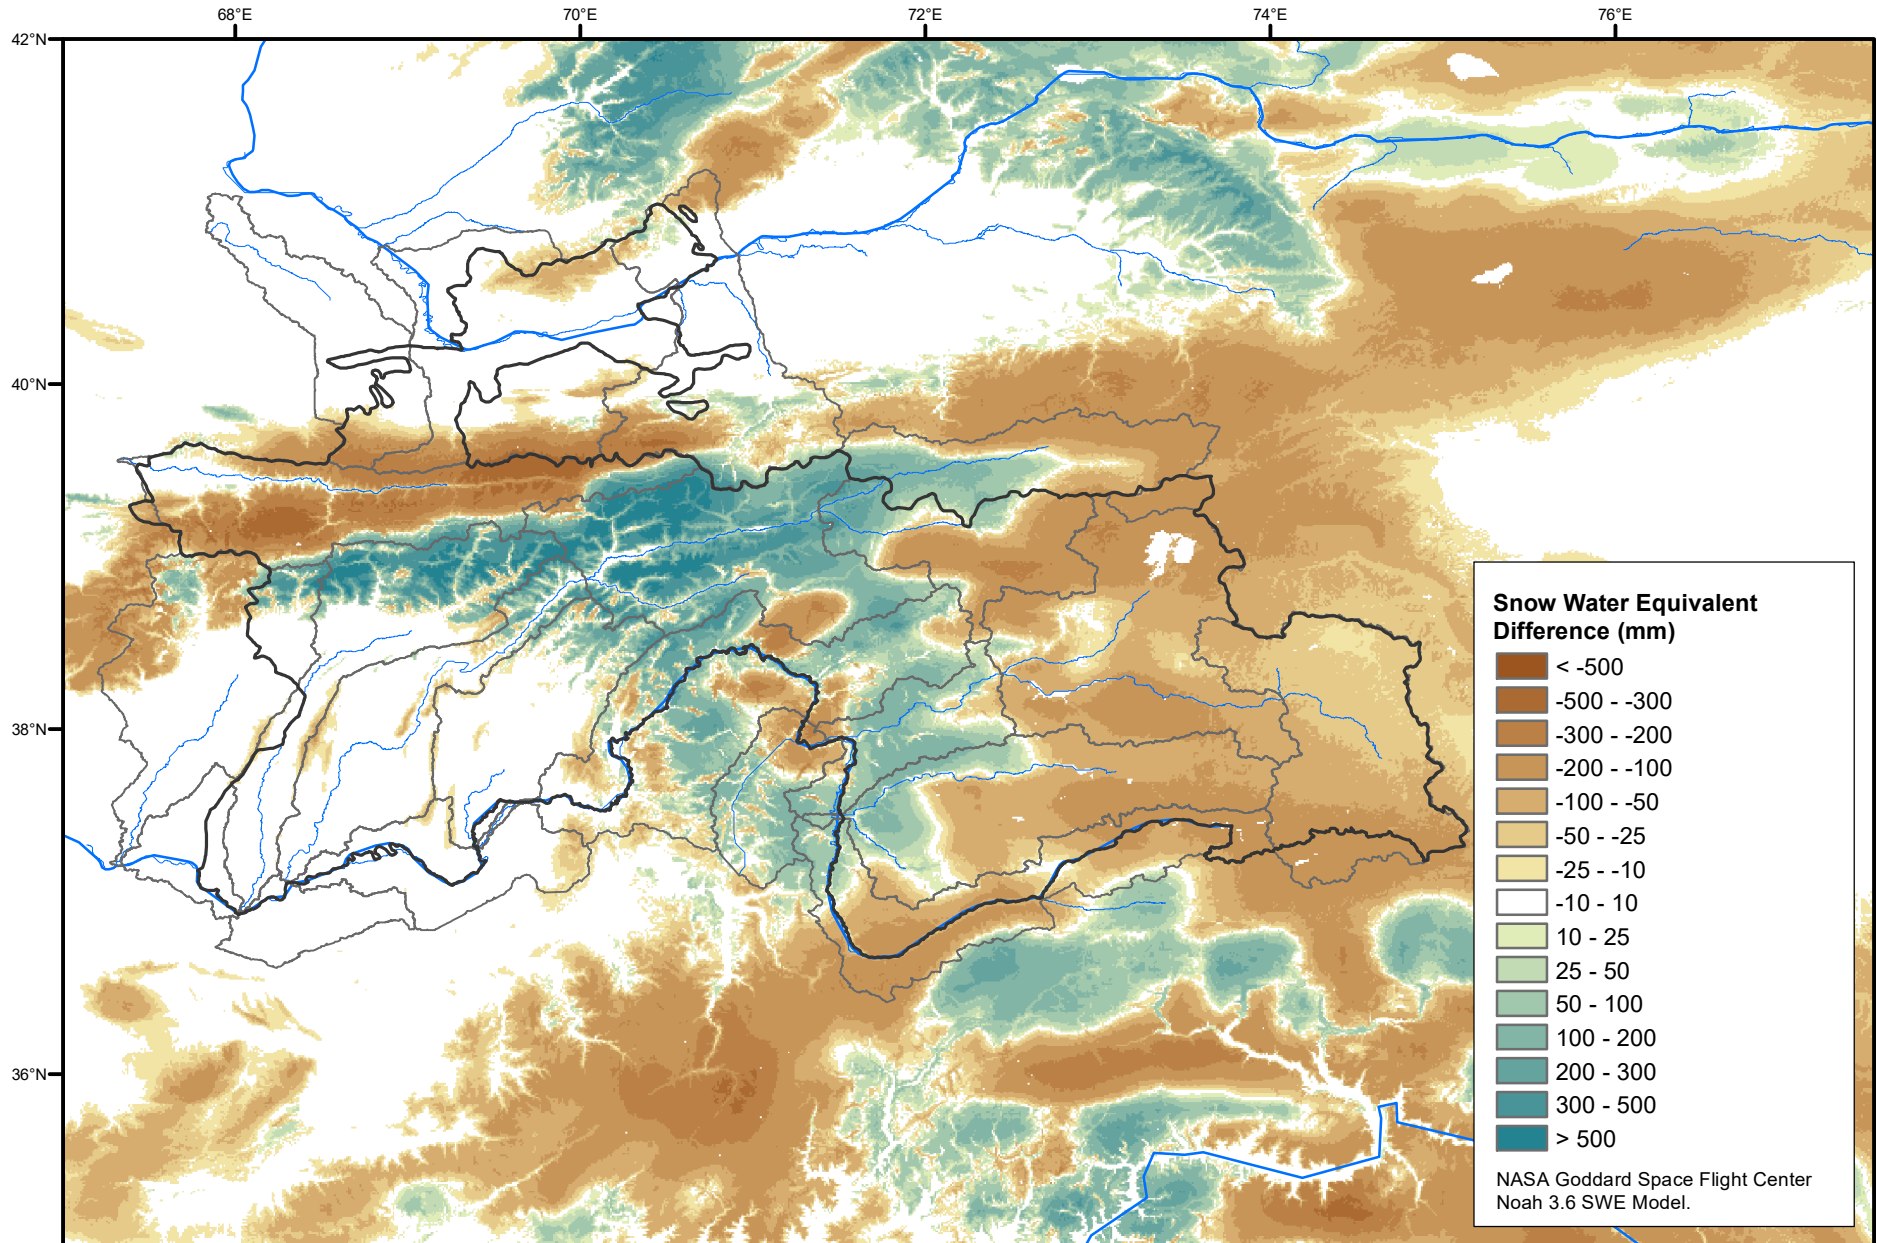 68°E
70°E
72°E
74°E
76°E
42°N
40°N
38°N
36°N
Snow Water Equivalent
Difference (mm)
< -500
-500 - -300
-300 - -200
-200 - -100
-100 - -50
-50 - -25
-25 - -10
-10 - 10
10 - 25
25 - 50
50 - 100
100 - 200
200 - 300
300 - 500
> 500
NASA Goddard Space Flight Center
Noah 3.6 SWE Model.